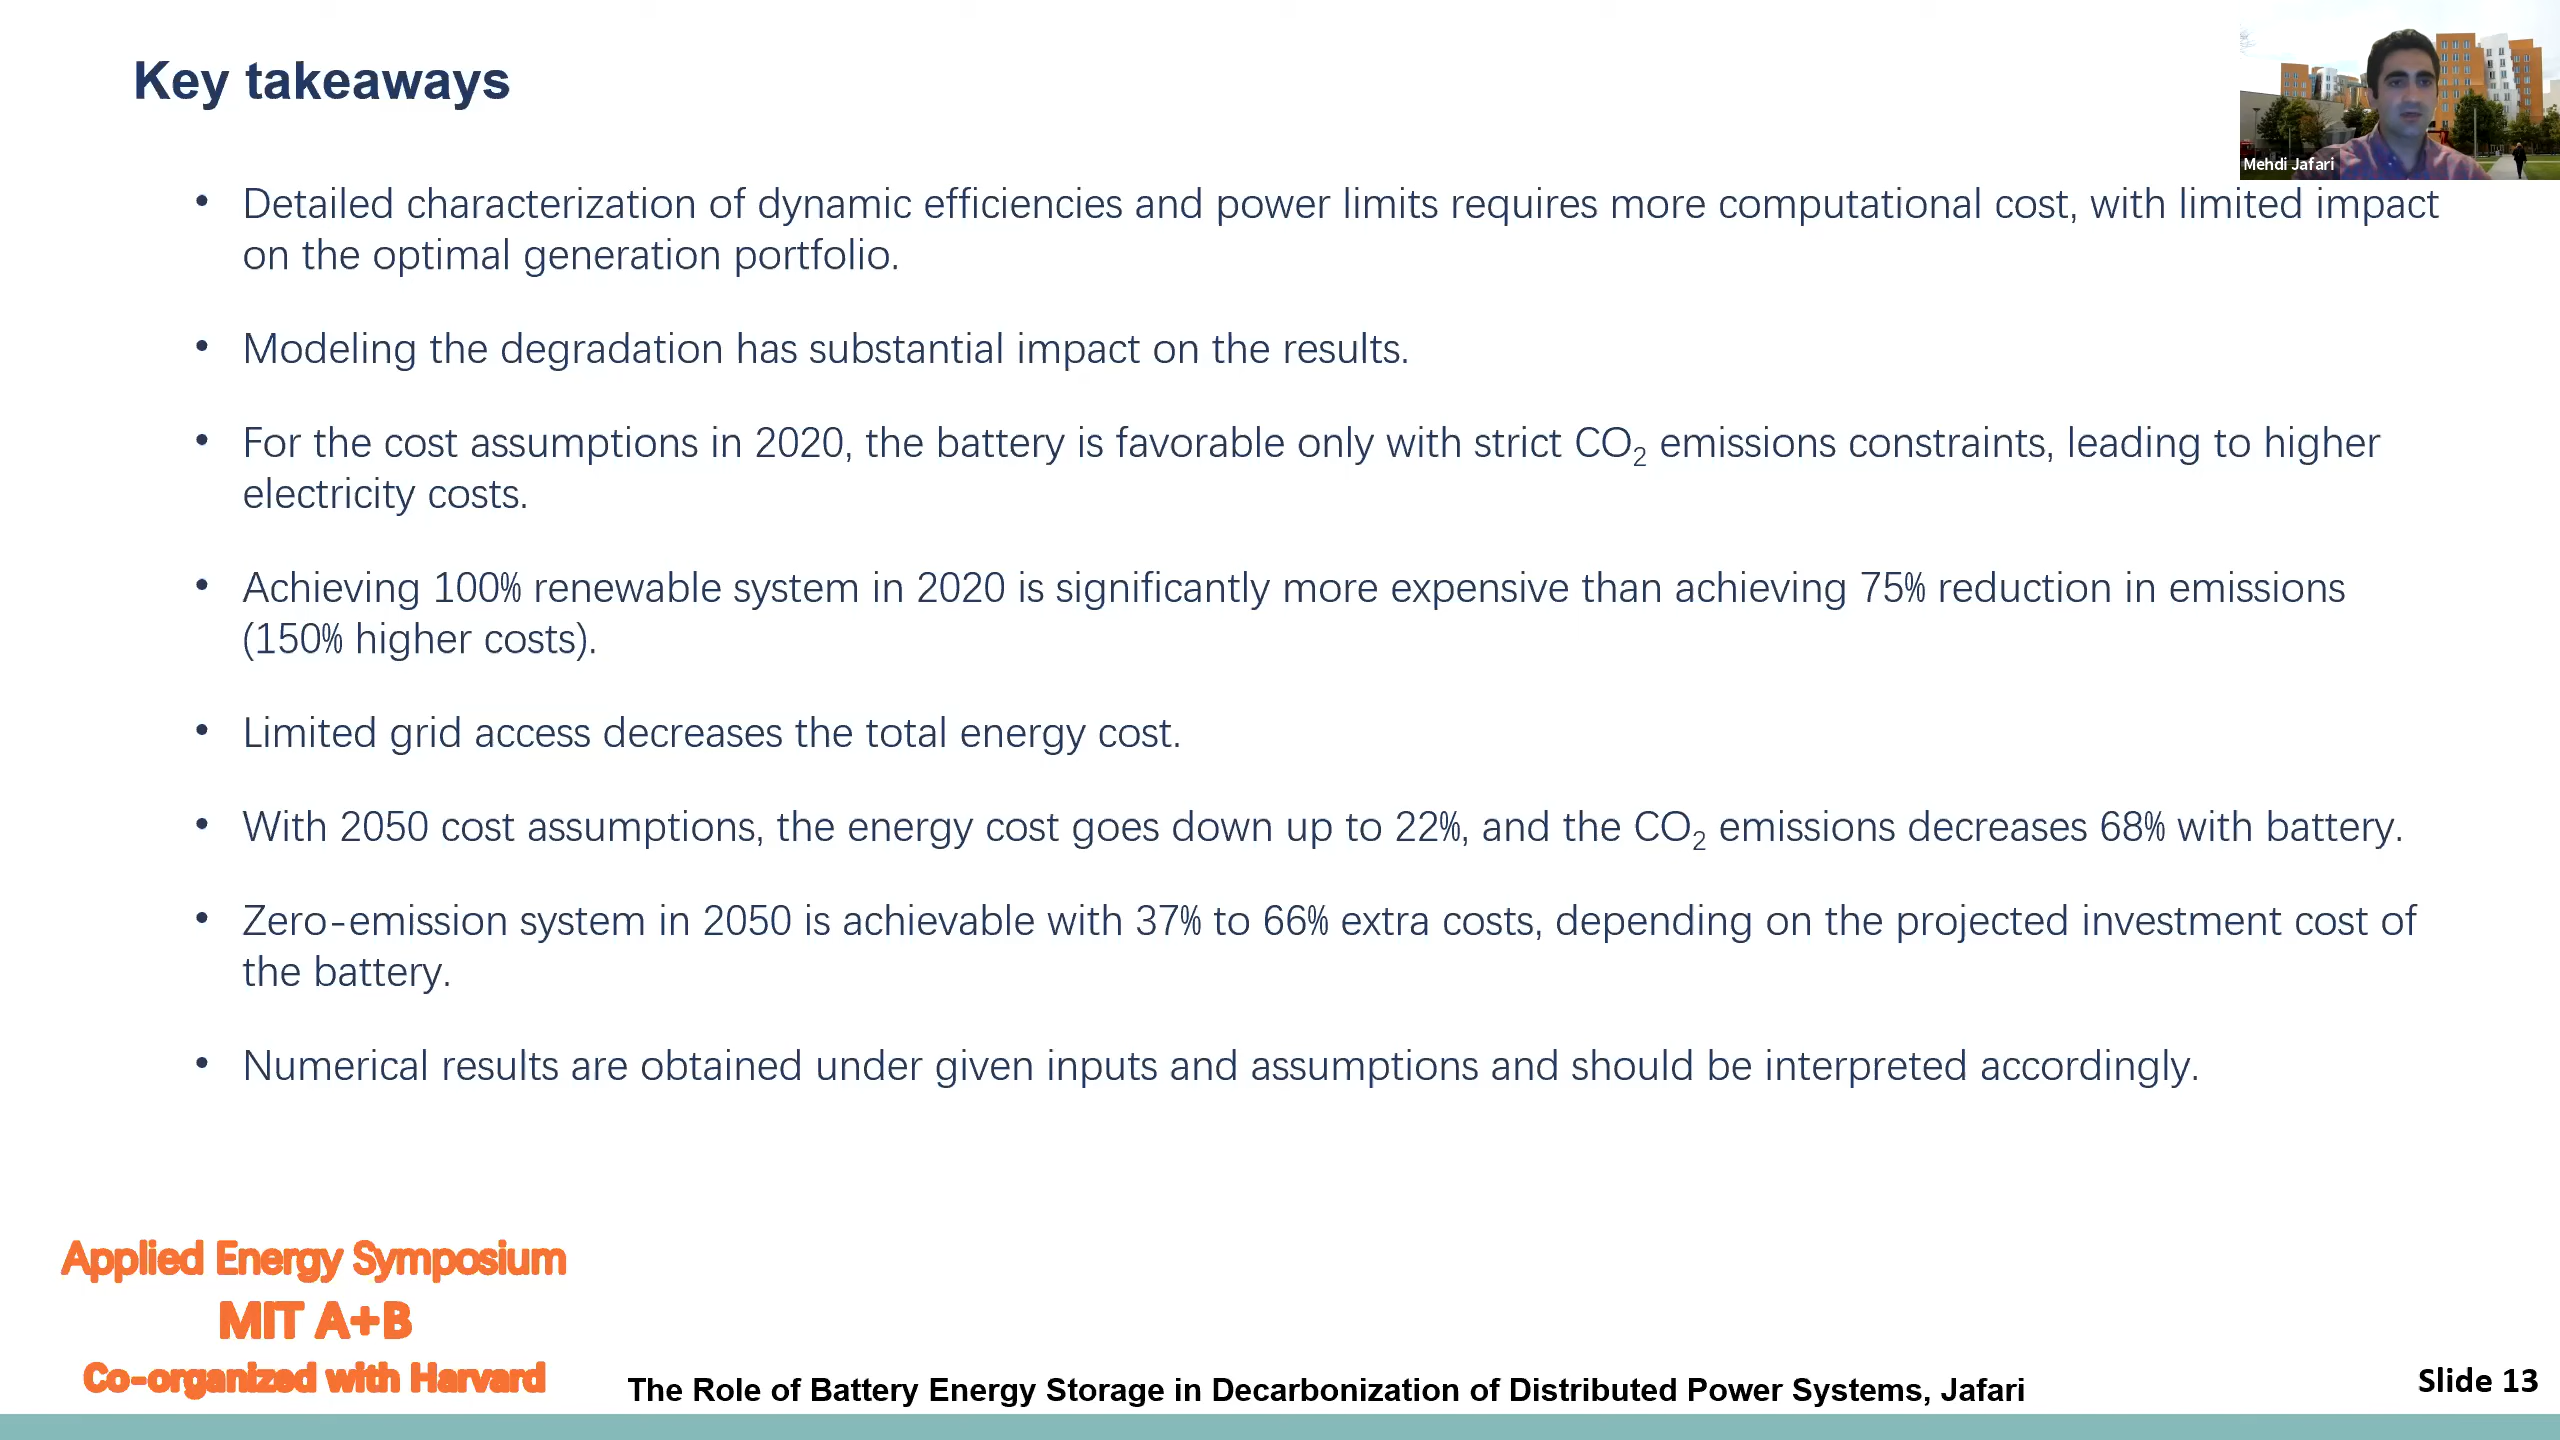 Key takeaways
Mehdi Jafari
• Detailed characterization of dynamic efficiencies and power limits requires more computational cost, with limited impact
on the optimal generation portfolio.
• Modeling the degradation has substantial impact on the results.
• For the cost assumptions in 2020, the battery is favorable only with strict CO₂ emissions constraints, leading to higher
electricity costs.
• Achieving 100% renewable system in 2020 is significantly more expensive than achieving 75% reduction in emissions
(150% higher costs).
• Limited grid access decreases the total energy cost.
• With 2050 cost assumptions, the energy cost goes down up to 22%, and the CO₂ emissions decreases 68% with battery.
• Zero-emission system in 2050 is achievable with 37% to 66% extra costs, depending on the projected investment cost of
the battery.
• Numerical results are obtained under given inputs and assumptions and should be interpreted accordingly.
Applied Energy Symposium
MIT A+B
Co-organized with Harvard
The Role of Battery Energy Storage in Decarbonization of Distributed Power Systems, Jafari
Slide 13